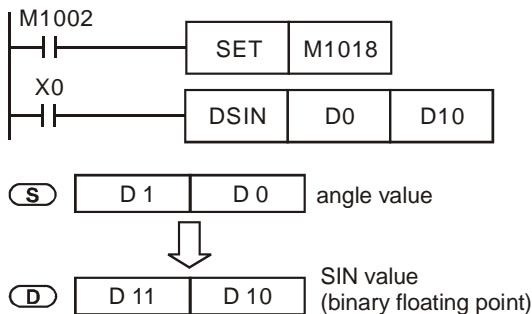 M1002
SET M1018
X0
DSIN D0 D10
S D 1 D 0 angle value
D D 11 D 10 SIN value
(binary floating point)